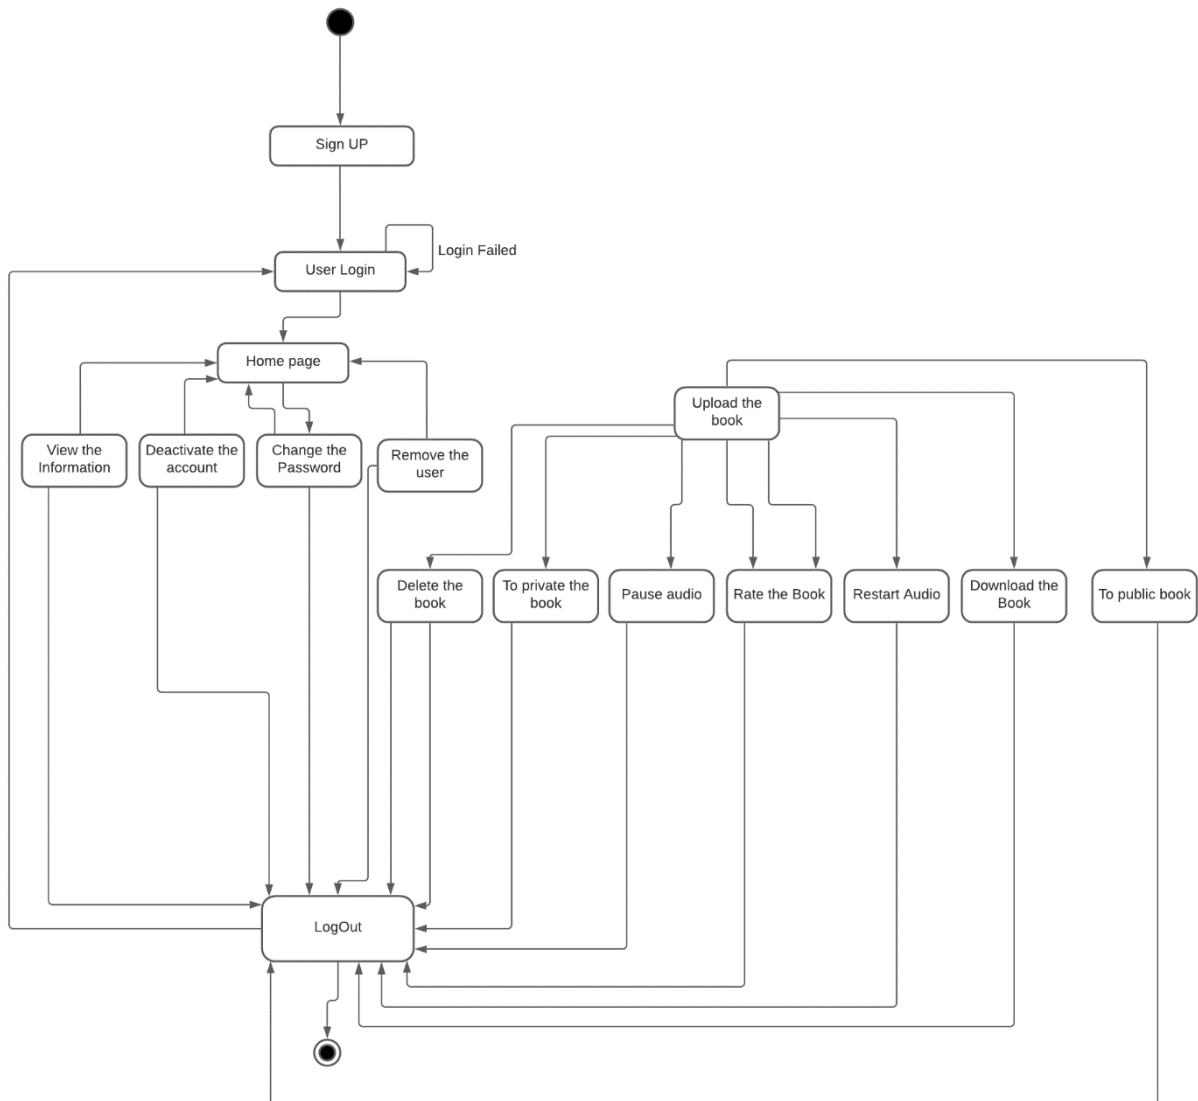 Sign UP
Login Failed
User Login
Home page
Upload the
book
View the
Information
Deactivate the
account
Change the
Password
Remove the
user
Delete the
book
To private the
book
Pause audio
Rate the Book
Restart Audio
Download the
Book
To public book
LogOut